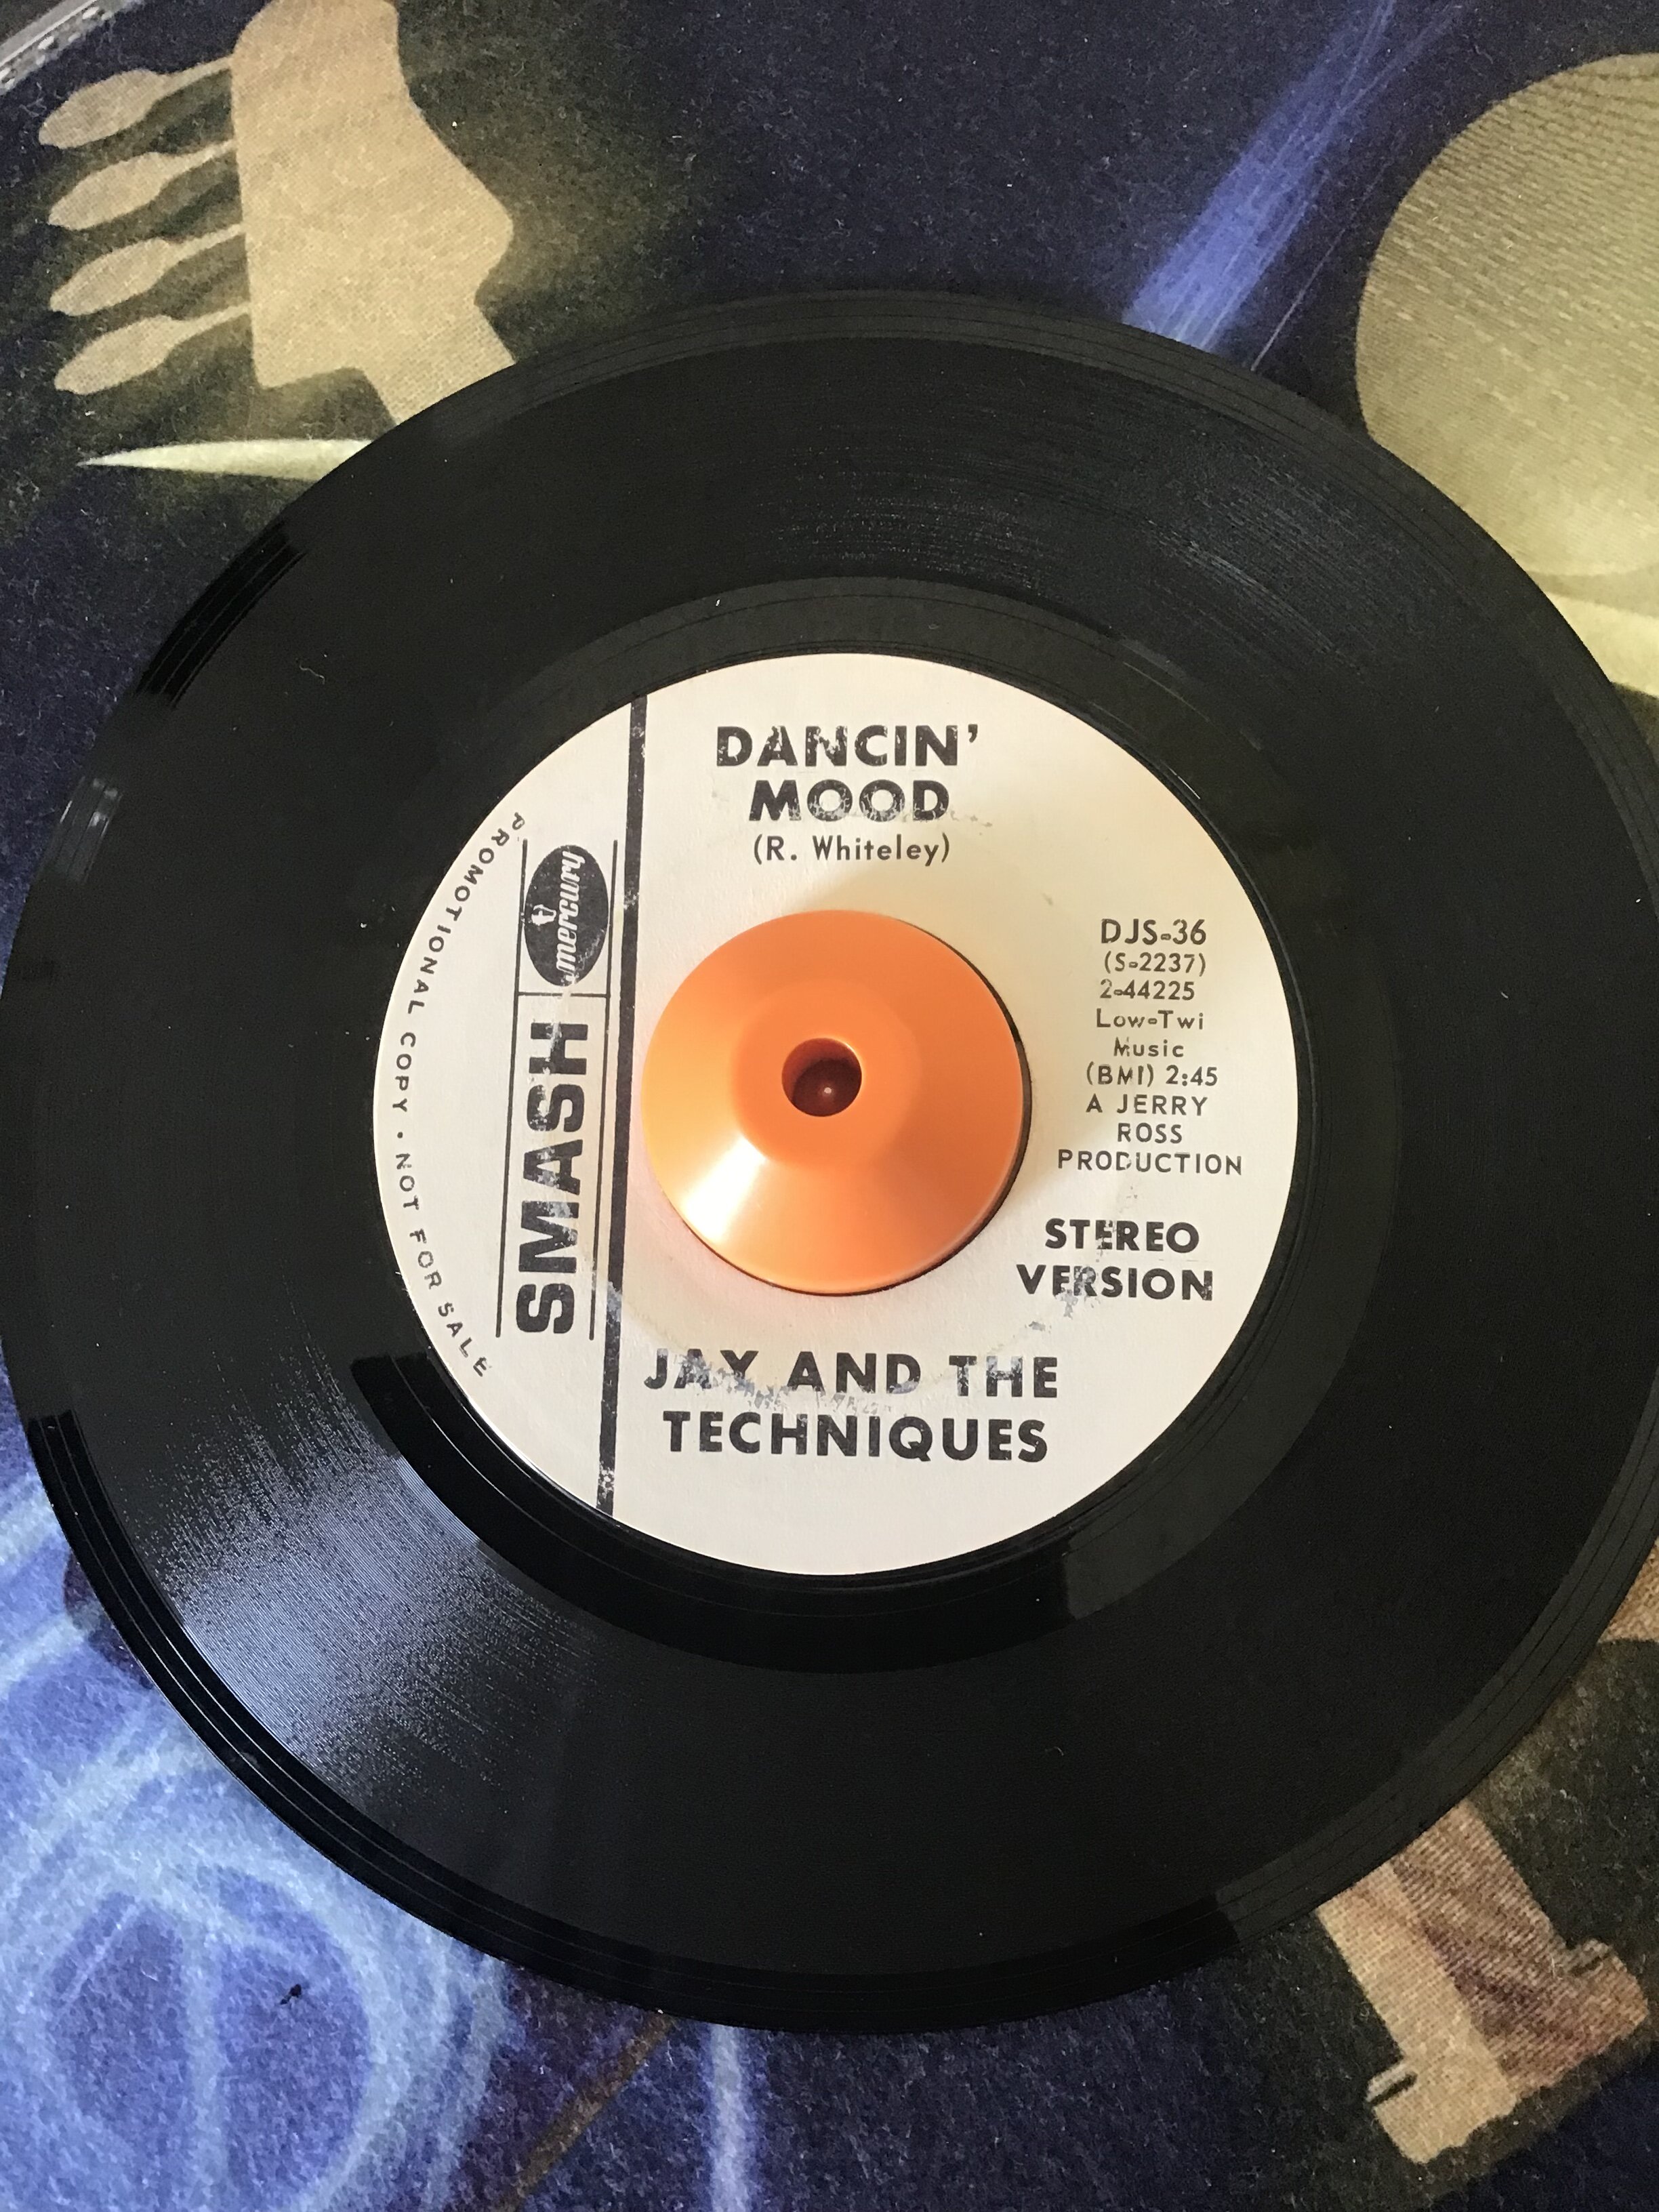 DANCIN'
MOOD
(R. Whiteley)
PROMOTIONAL COPY • NOT FOR SALE
SMASH
mercury
DJS-36
(S-2237)
2-44225
Low-Twi
Music
(BMI) 2:45
A JERRY
ROSS
PRODUCTION
STEREO
VERSION
JAY AND THE
TECHNIQUES